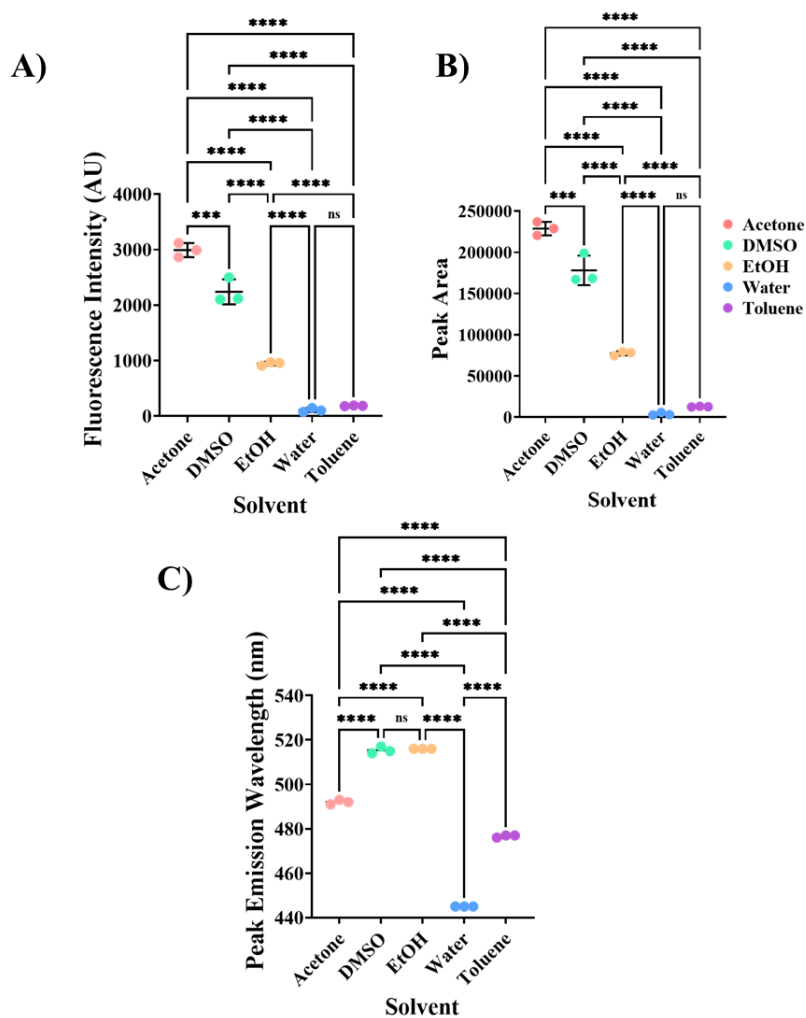 A)
****
****
****
****
****
**** ****
*** **** ns
Fluorescence Intensity (AU)
4000
3000
2000
1000
0
Acetone
DMSO
EtOH
Water
Toluene
Solvent
B)
****
****
****
****
****
**** ****
*** **** ns
Peak Area
250000
200000
150000
100000
50000
0
Acetone
DMSO
EtOH
Water
Toluene
Solvent
Acetone
DMSO
EtOH
Water
Toluene
C)
****
****
****
****
****
**** ****
**** ns ****
Peak Emission Wavelength (nm)
540
520
500
480
460
440
Acetone
DMSO
EtOH
Water
Toluene
Solvent